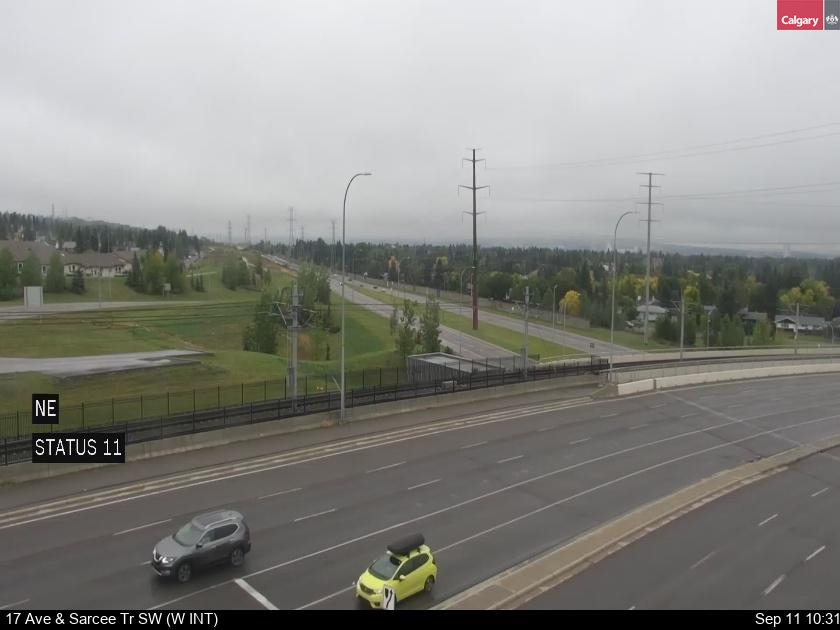 Calgary
NE
STATUS 11
17 Ave & Sarcee Tr SW (W INT)
Sep 11 10:31